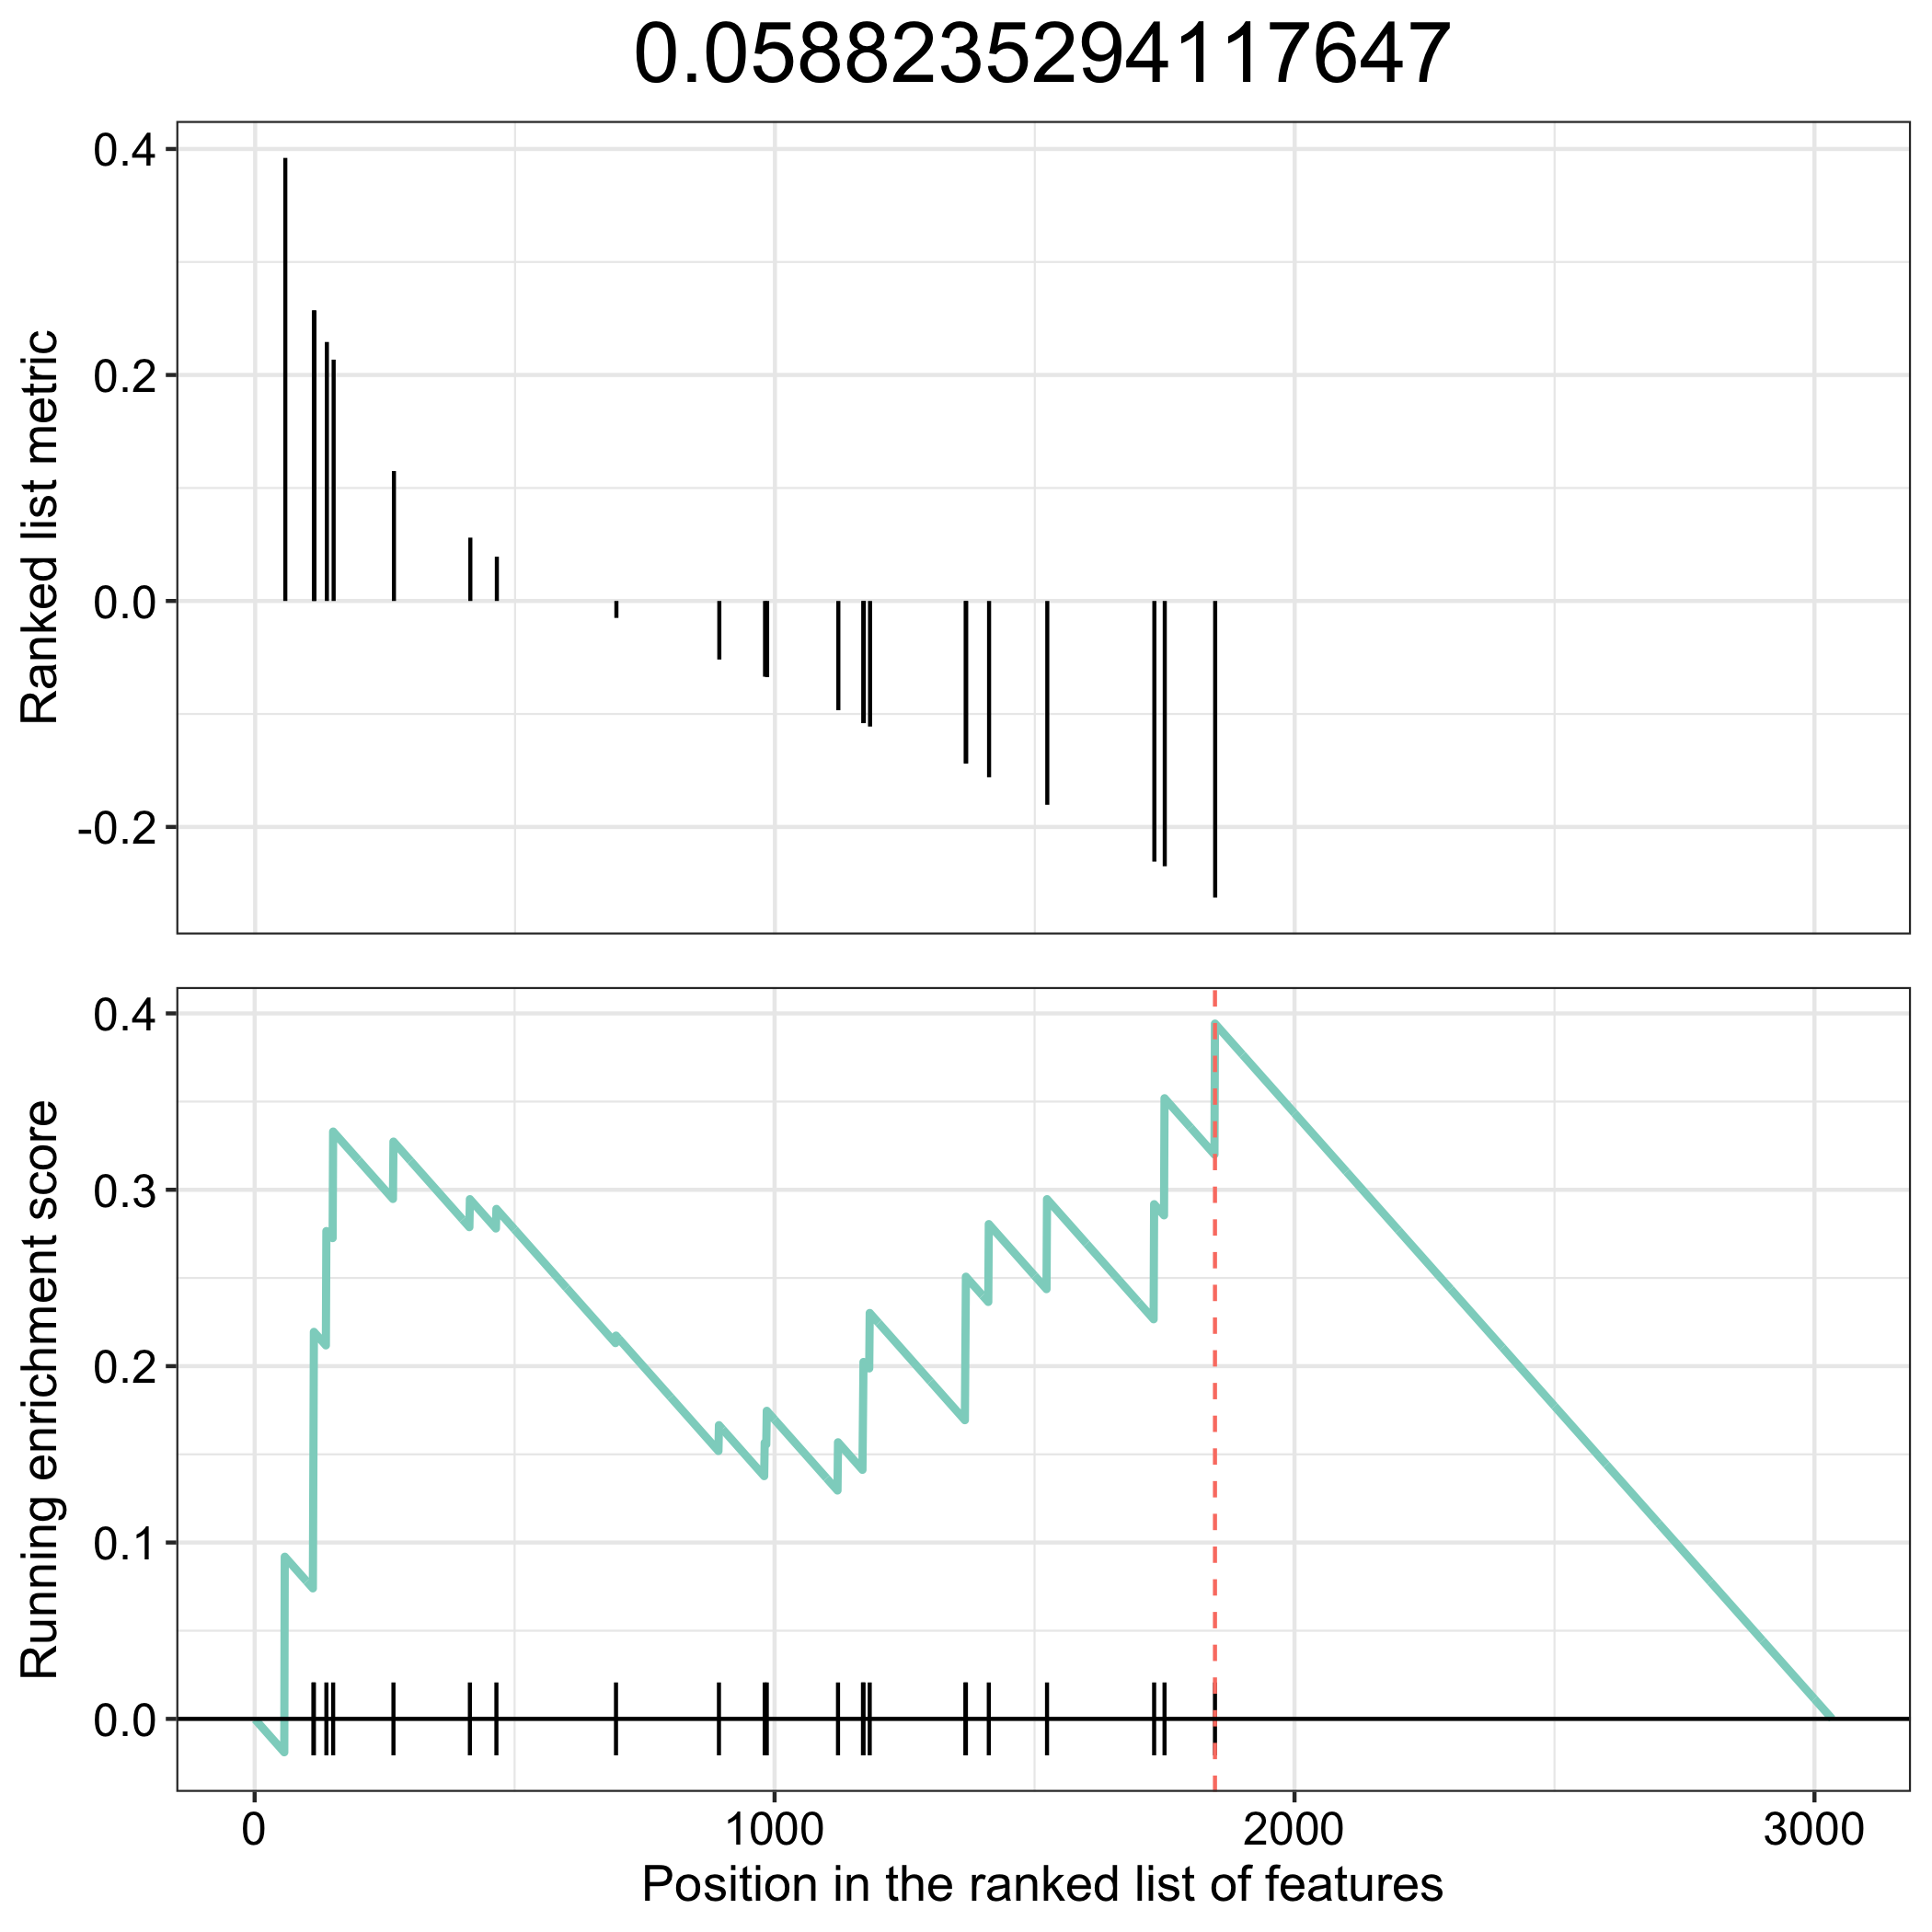 0.0588235294117647
Ranked list metric
0.4
0.2
0.0
-0.2
Running enrichment score
0.4
0.3
0.2
0.1
0.0
0 1000 2000 3000
Position in the ranked list of features